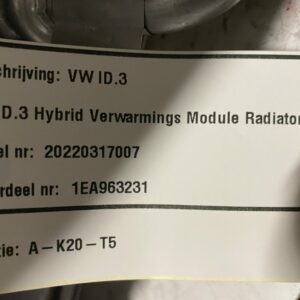 chrijving: VW ID.3
D.3 Hybrid Verwarmings Module Radiator
el nr: 20220317007
rdeel nr: 1EA963231
tie: A-K20-T5